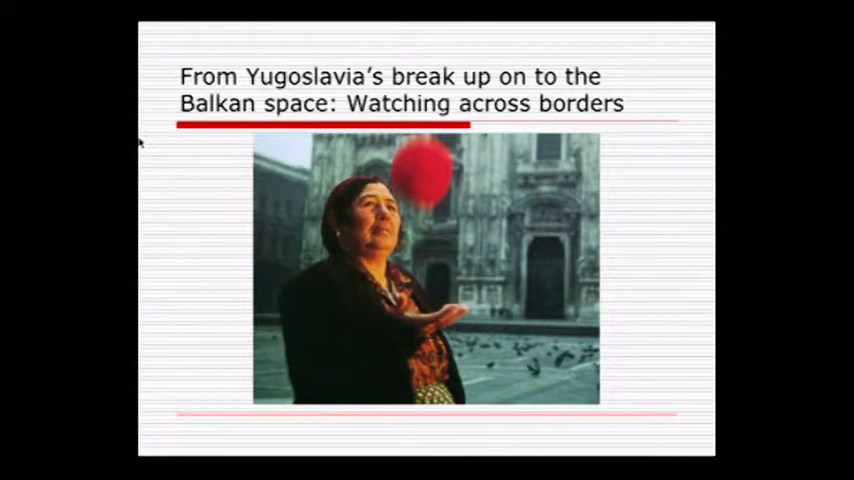 From Yugoslavia's break up on to the
Balkan space: Watching across borders